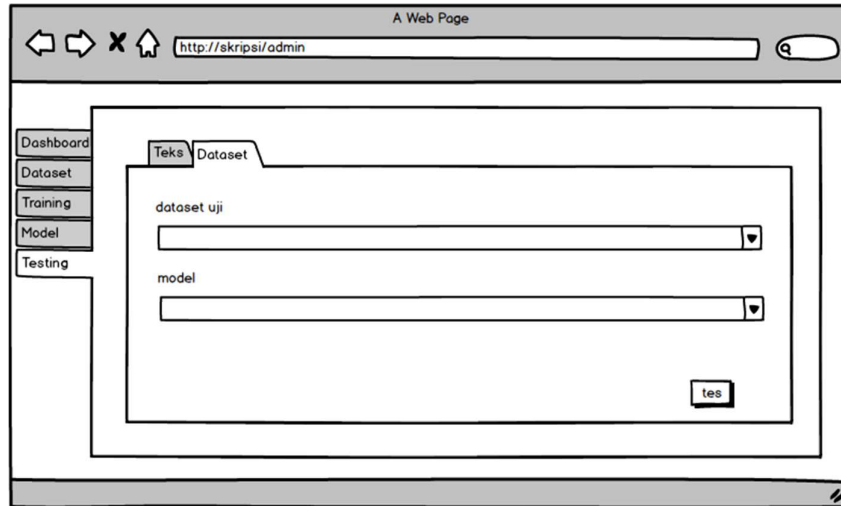 A Web Page
http://skripsi/admin
Dashboard
Dataset
Training
Model
Testing
Teks
Dataset
dataset uji
model
tes